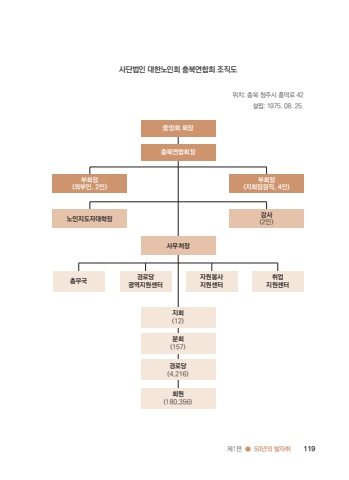 사단법인 대한노인회 충북연합회 조직도
위치: 충북 청주시 흥덕로 42
설립: 1975. 08. 25.
중앙회 회장
충북연합회장
부회장
(외부인, 2인)
부회장
(지회장겸직, 4인)
노인지도자대학장
감사
(2인)
사무처장
총무국
경로당
광역지원센터
자원봉사
지원센터
취업
지원센터
지회
(12)
분회
(157)
경로당
(4,216)
회원
(180,356)
제1편 ● 50년의 발자취 119